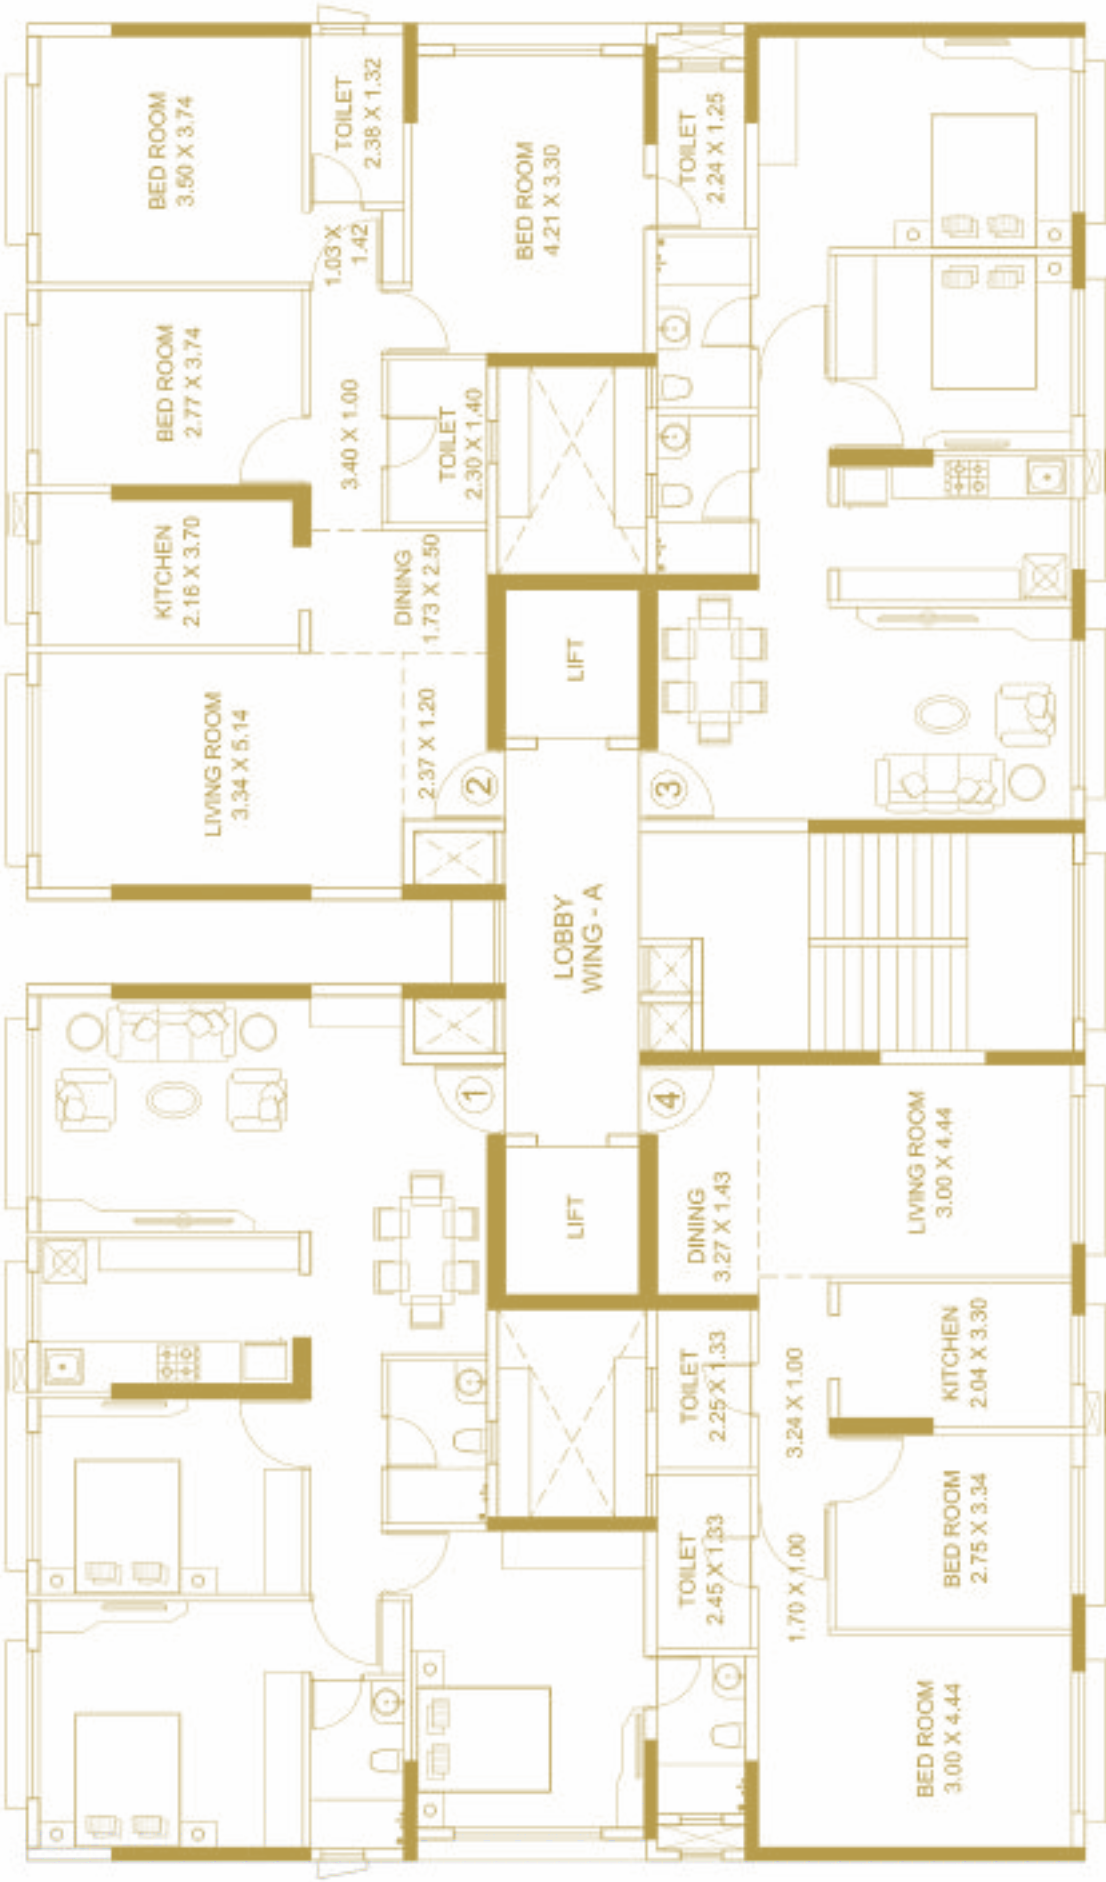 BED ROOM
3.50 X 3.74
TOILET
2.38 X 1.32
1.03 X
1.42
BED ROOM
4.21 X 3.30
TOILET
2.24 X 1.25
BED ROOM
2.77 X 3.74
3.40 X 1.00
TOILET
2.30 X 1.40
KITCHEN
2.16 X 3.70
DINING
1.73 X 2.50
LIVING ROOM
3.34 X 5.14
2.37 X 1.20
2
LIFT
3
LOBBY
WING - A
1
4
LIFT
DINING
3.27 X 1.43
LIVING ROOM
3.00 X 4.44
TOILET
2.25 X 1.33
3.24 X 1.00
KITCHEN
2.04 X 3.30
TOILET
2.45 X 1.33
1.70 X 1.00
BED ROOM
2.75 X 3.34
BED ROOM
3.00 X 4.44